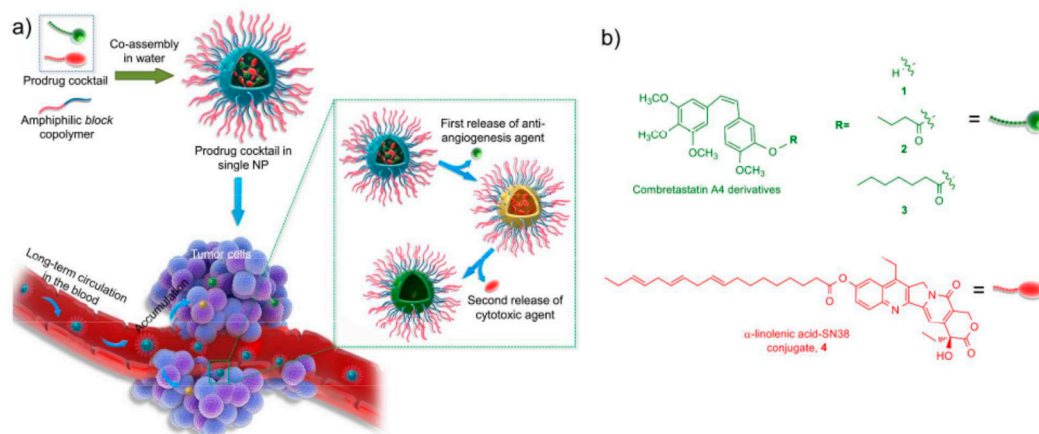 a)
Prodrug cocktail
Amphiphilic block
copolymer
Co-assembly
in water
Prodrug cocktail in
single NP
First release of anti-
angiogenesis agent
Second release of
cytotoxic agent
Tumor cells
Long-term circulation
in the blood
Accumulation
b)
CH₃O
CH₃O
OCH₃
O
R
OCH₃
Combretastatin A4 derivatives
R=
H
1
O
2
O
3
=
O
O
N
N
O
O
O
HO
α-linolenic acid-SN38
conjugate, 4
=